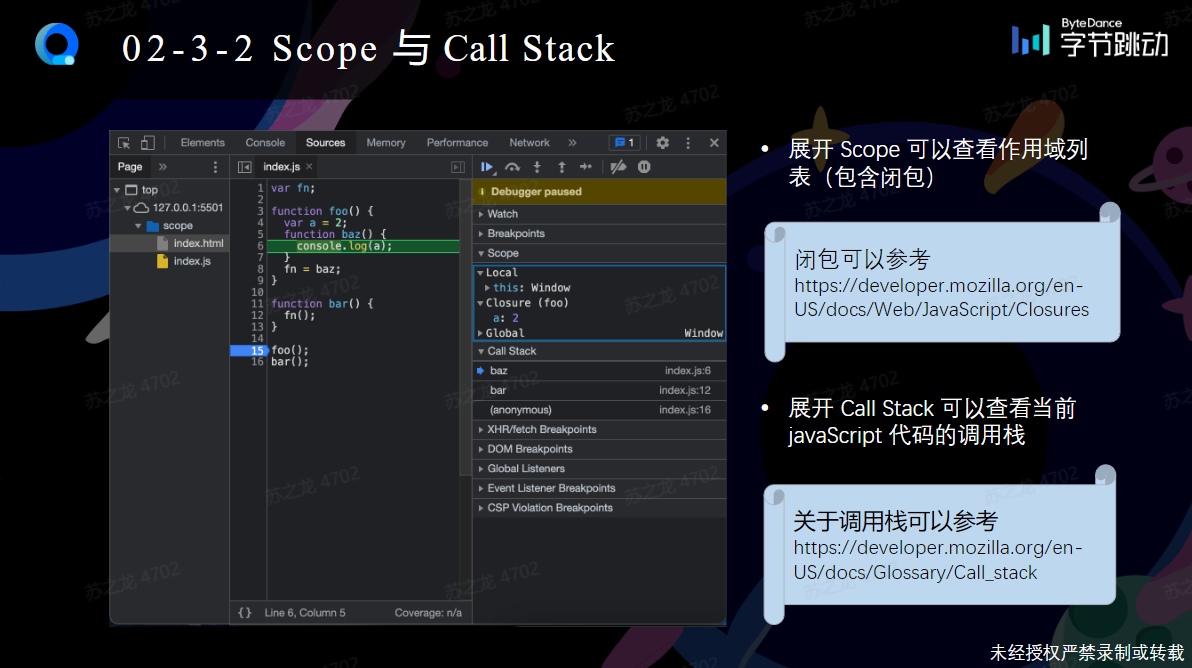 02-3-2 Scope 与 Call Stack
ByteDance
字节跳动
Elements Console Sources Memory Performance Network » 1
Page » index.js ×
top
127.0.0.1:5501
scope
index.html
index.js
1 var fn;
2
3 function foo() {
4 var a = 2;
5 function baz() {
6 console.log(a);
7 }
8 fn = baz;
9 }
10
11 function bar() {
12 fn();
13 }
14
15 foo();
16 bar();
{} Line 6, Column 5 Coverage: n/a
Debugger paused
Watch
Breakpoints
Scope
Local
this: Window
Closure (foo)
a: 2
Global Window
Call Stack
baz index.js:6
bar index.js:12
(anonymous) index.js:16
XHR/fetch Breakpoints
DOM Breakpoints
Global Listeners
Event Listener Breakpoints
CSP Violation Breakpoints
• 展开 Scope 可以查看作用域列
表（包含闭包）
闭包可以参考
https://developer.mozilla.org/en-
US/docs/Web/JavaScript/Closures
• 展开 Call Stack 可以查看当前
javaScript 代码的调用栈
关于调用栈可以参考
https://developer.mozilla.org/en-
US/docs/Glossary/Call_stack
未经授权严禁录制或转载
苏之龙 4702